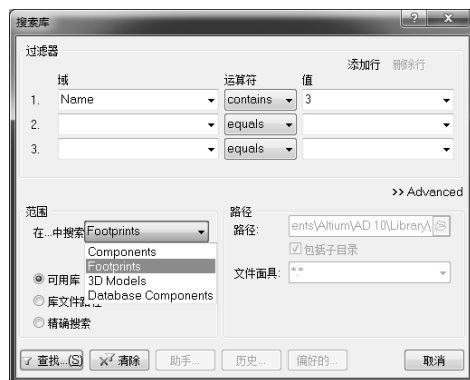 搜索库
过滤器
添加行 删除行
域 运算符 值
1. Name contains 3
2. equals
3. equals
>> Advanced
范围 路径
在...中搜索 Footprints 路径: ents\Altium\AD 10\Library\
Components 包括子目录
Footprints
可用库 3D Models 文件面具: *.*
库文件路径 Database Components
精确搜索
查找...(S) 清除 助手... 历史... 偏好的... 取消